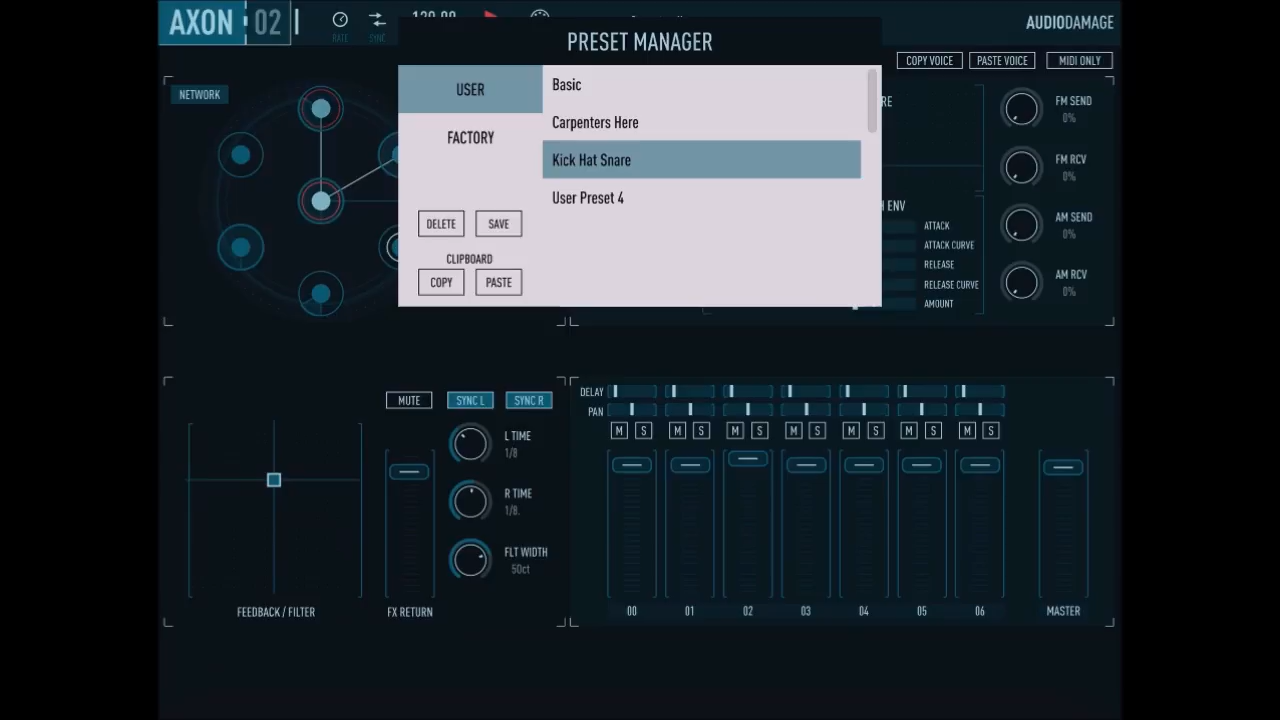 AXON 02
RATE
SYNC
AUDIODAMAGE
PRESET MANAGER
COPY VOICE
PASTE VOICE
MIDI ONLY
NETWORK
USER
FACTORY
DELETE
SAVE
CLIPBOARD
COPY
PASTE
Basic
Carpenters Here
Kick Hat Snare
User Preset 4
ENV
ATTACK
ATTACK CURVE
RELEASE
RELEASE CURVE
AMOUNT
FM SEND
0%
FM RCV
0%
AM SEND
0%
AM RCV
0%
MUTE
SYNC L
SYNC R
L TIME
1/8
R TIME
1/8.
FLT WIDTH
50ct
FEEDBACK / FILTER
FX RETURN
DELAY
PAN
M S M S M S M S M S M S M S
00 01 02 03 04 05 06 MASTER